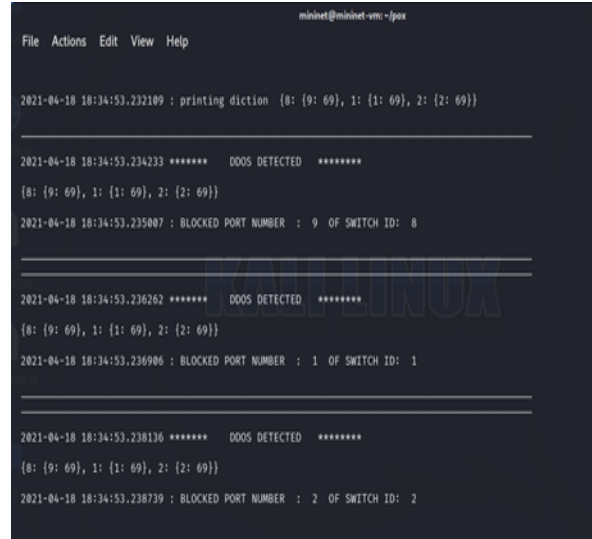 mininet@mininet-vm: ~/pox
File Actions Edit View Help
2021-04-18 18:34:53.232109 : printing diction {8: {9: 69}, 1: {1: 69}, 2: {2: 69}}
2021-04-18 18:34:53.234233 ******* DDOS DETECTED ********
{8: {9: 69}, 1: {1: 69}, 2: {2: 69}}
2021-04-18 18:34:53.235007 : BLOCKED PORT NUMBER : 9 OF SWITCH ID: 8
KALI LINUX
2021-04-18 18:34:53.236262 ******* DDOS DETECTED ********
{8: {9: 69}, 1: {1: 69}, 2: {2: 69}}
2021-04-18 18:34:53.236906 : BLOCKED PORT NUMBER : 1 OF SWITCH ID: 1
2021-04-18 18:34:53.238136 ******* DDOS DETECTED ********
{8: {9: 69}, 1: {1: 69}, 2: {2: 69}}
2021-04-18 18:34:53.238739 : BLOCKED PORT NUMBER : 2 OF SWITCH ID: 2